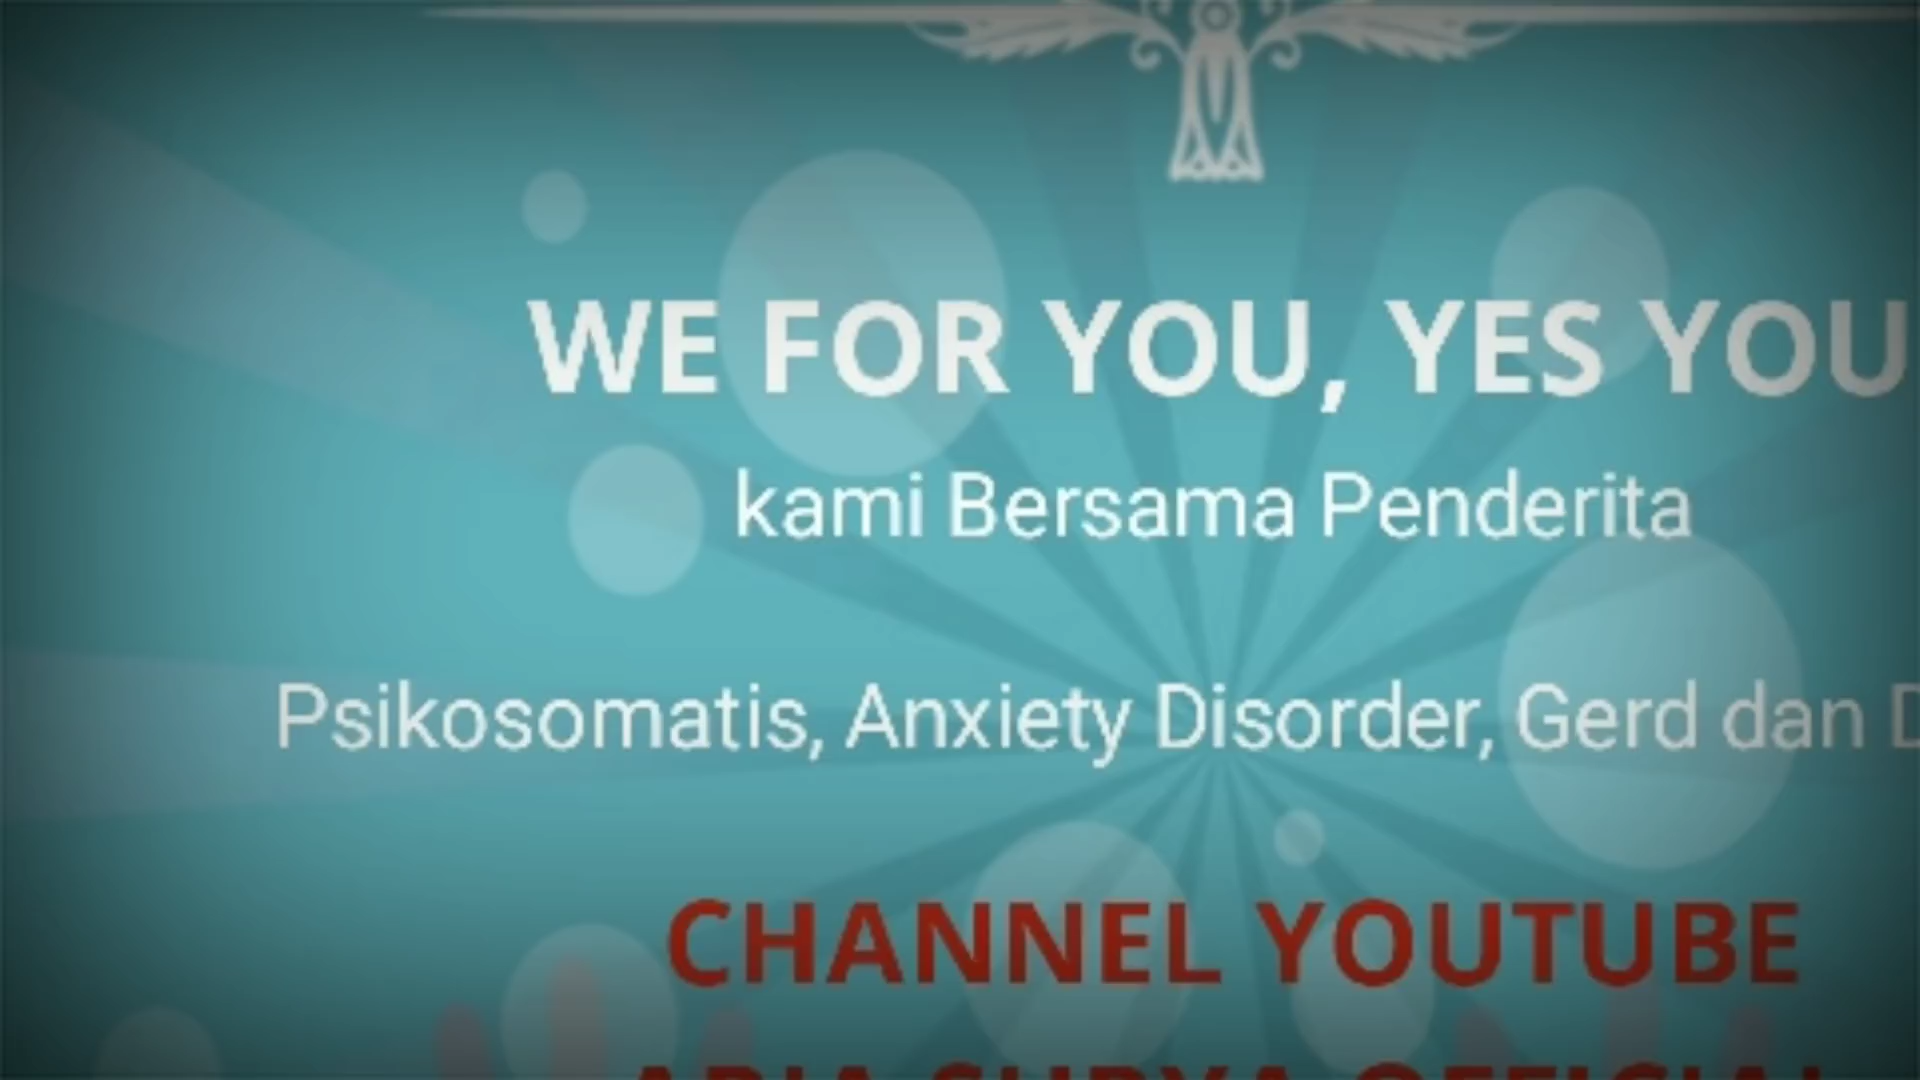 WE FOR YOU, YES YOU
kami Bersama Penderita
Psikosomatis, Anxiety Disorder, Gerd dan
CHANNEL YOUTUBE